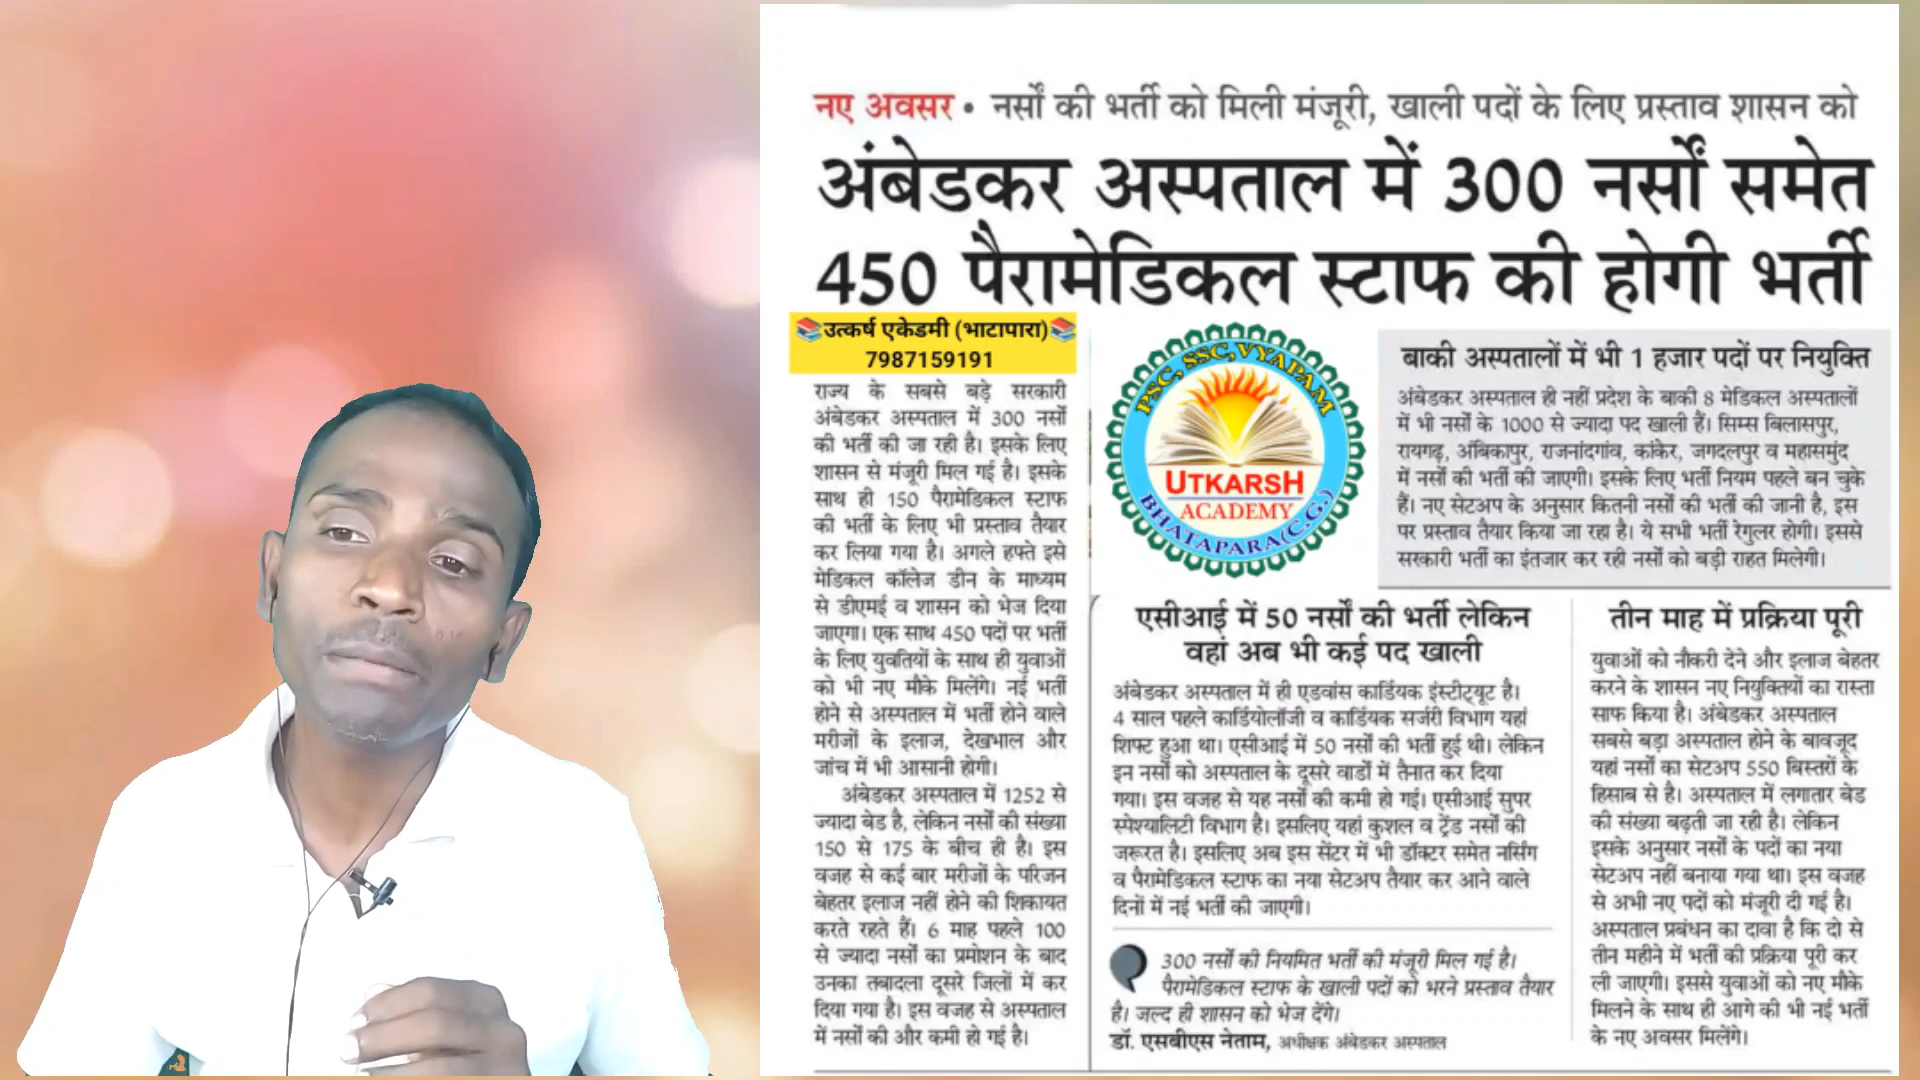 नए अवसर • नर्सों की भर्ती को मिली मंजूरी, खाली पदों के लिए प्रस्ताव शासन को
अंबेडकर अस्पताल में 300 नर्सों समेत
450 पैरामेडिकल स्टाफ की होगी भर्ती
📚उत्कर्ष एकेडमी (भाटापारा)📚
7987159191
राज्य के सबसे बड़े सरकारी
अंबेडकर अस्पताल में 300 नर्सों
की भर्ती की जा रही है। इसके लिए
शासन से मंजूरी मिल गई है। इसके
साथ ही 150 पैरामेडिकल स्टाफ
की भर्ती के लिए भी प्रस्ताव तैयार
कर लिया गया है। अगले हफ्ते इसे
मेडिकल कॉलेज डीन के माध्यम
से डीएमई व शासन को भेज दिया
जाएगा। एक साथ 450 पदों पर भर्ती
के लिए युवतियों के साथ ही युवाओं
को भी नए मौके मिलेंगे। नई भर्ती
होने से अस्पताल में भर्ती होने वाले
मरीजों के इलाज, देखभाल और
जांच में भी आसानी होगी।
अंबेडकर अस्पताल में 1252 से
ज्यादा बेड है, लेकिन नर्सों की संख्या
150 से 175 के बीच ही है। इस
वजह से कई बार मरीजों के परिजन
बेहतर इलाज नहीं होने की शिकायत
करते रहते हैं। 6 माह पहले 100
से ज्यादा नर्सों का प्रमोशन के बाद
उनका तबादला दूसरे जिलों में कर
दिया गया है। इस वजह से अस्पताल
में नर्सों की और कमी हो गई है।
PSC, SSC, VYAPAM
UTKARSH
ACADEMY
BHATAPARA(C.G.)
बाकी अस्पतालों में भी 1 हजार पदों पर नियुक्ति
अंबेडकर अस्पताल ही नहीं प्रदेश के बाकी 8 मेडिकल अस्पतालों
में भी नर्सों के 1000 से ज्यादा पद खाली हैं। सिम्स बिलासपुर,
रायगढ़, अंबिकापुर, राजनांदगांव, कांकेर, जगदलपुर व महासमुंद
में नर्सों की भर्ती की जाएगी। इसके लिए भर्ती नियम पहले बन चुके
हैं। नए सेटअप के अनुसार कितनी नर्सों की भर्ती की जानी है, इस
पर प्रस्ताव तैयार किया जा रहा है। ये सभी भर्ती रेगुलर होगी। इससे
सरकारी भर्ती का इंतजार कर रही नर्सों को बड़ी राहत मिलेगी।
एसीआई में 50 नर्सों की भर्ती लेकिन
वहां अब भी कई पद खाली
अंबेडकर अस्पताल में ही एडवांस कार्डियक इंस्टीट्यूट है।
4 साल पहले कार्डियोलॉजी व कार्डियक सर्जरी विभाग यहां
शिफ्ट हुआ था। एसीआई में 50 नर्सों की भर्ती हुई थी। लेकिन
इन नर्सों को अस्पताल के दूसरे वार्डों में तैनात कर दिया
गया। इस वजह से यह नर्सों की कमी हो गई। एसीआई सुपर
स्पेश्यालिटी विभाग है। इसलिए यहां कुशल व ट्रेंड नर्सों की
जरूरत है। इसलिए अब इस सेंटर में भी डॉक्टर समेत नर्सिंग
व पैरामेडिकल स्टाफ का नया सेटअप तैयार कर आने वाले
दिनों में नई भर्ती की जाएगी।
300 नर्सों की नियमित भर्ती की मंजूरी मिल गई है।
पैरामेडिकल स्टाफ के खाली पदों को भरने प्रस्ताव तैयार
है। जल्द ही शासन को भेज देंगे।
डॉ. एसबीएस नेताम, अधीक्षक अंबेडकर अस्पताल
तीन माह में प्रक्रिया पूरी
युवाओं को नौकरी देने और इलाज बेहतर
करने के शासन नए नियुक्तियों का रास्ता
साफ किया है। अंबेडकर अस्पताल
सबसे बड़ा अस्पताल होने के बावजूद
यहां नर्सों का सेटअप 550 बिस्तरों के
हिसाब से है। अस्पताल में लगातार बेड
की संख्या बढ़ती जा रही है। लेकिन
इसके अनुसार नर्सों के पदों का नया
सेटअप नहीं बनाया गया था। इस वजह
से अभी नए पदों को मंजूरी दी गई है।
अस्पताल प्रबंधन का दावा है कि दो से
तीन महीने में भर्ती की प्रक्रिया पूरी कर
ली जाएगी। इससे युवाओं को नए मौके
मिलने के साथ ही आगे की भी नई भर्ती
के नए अवसर मिलेंगे।